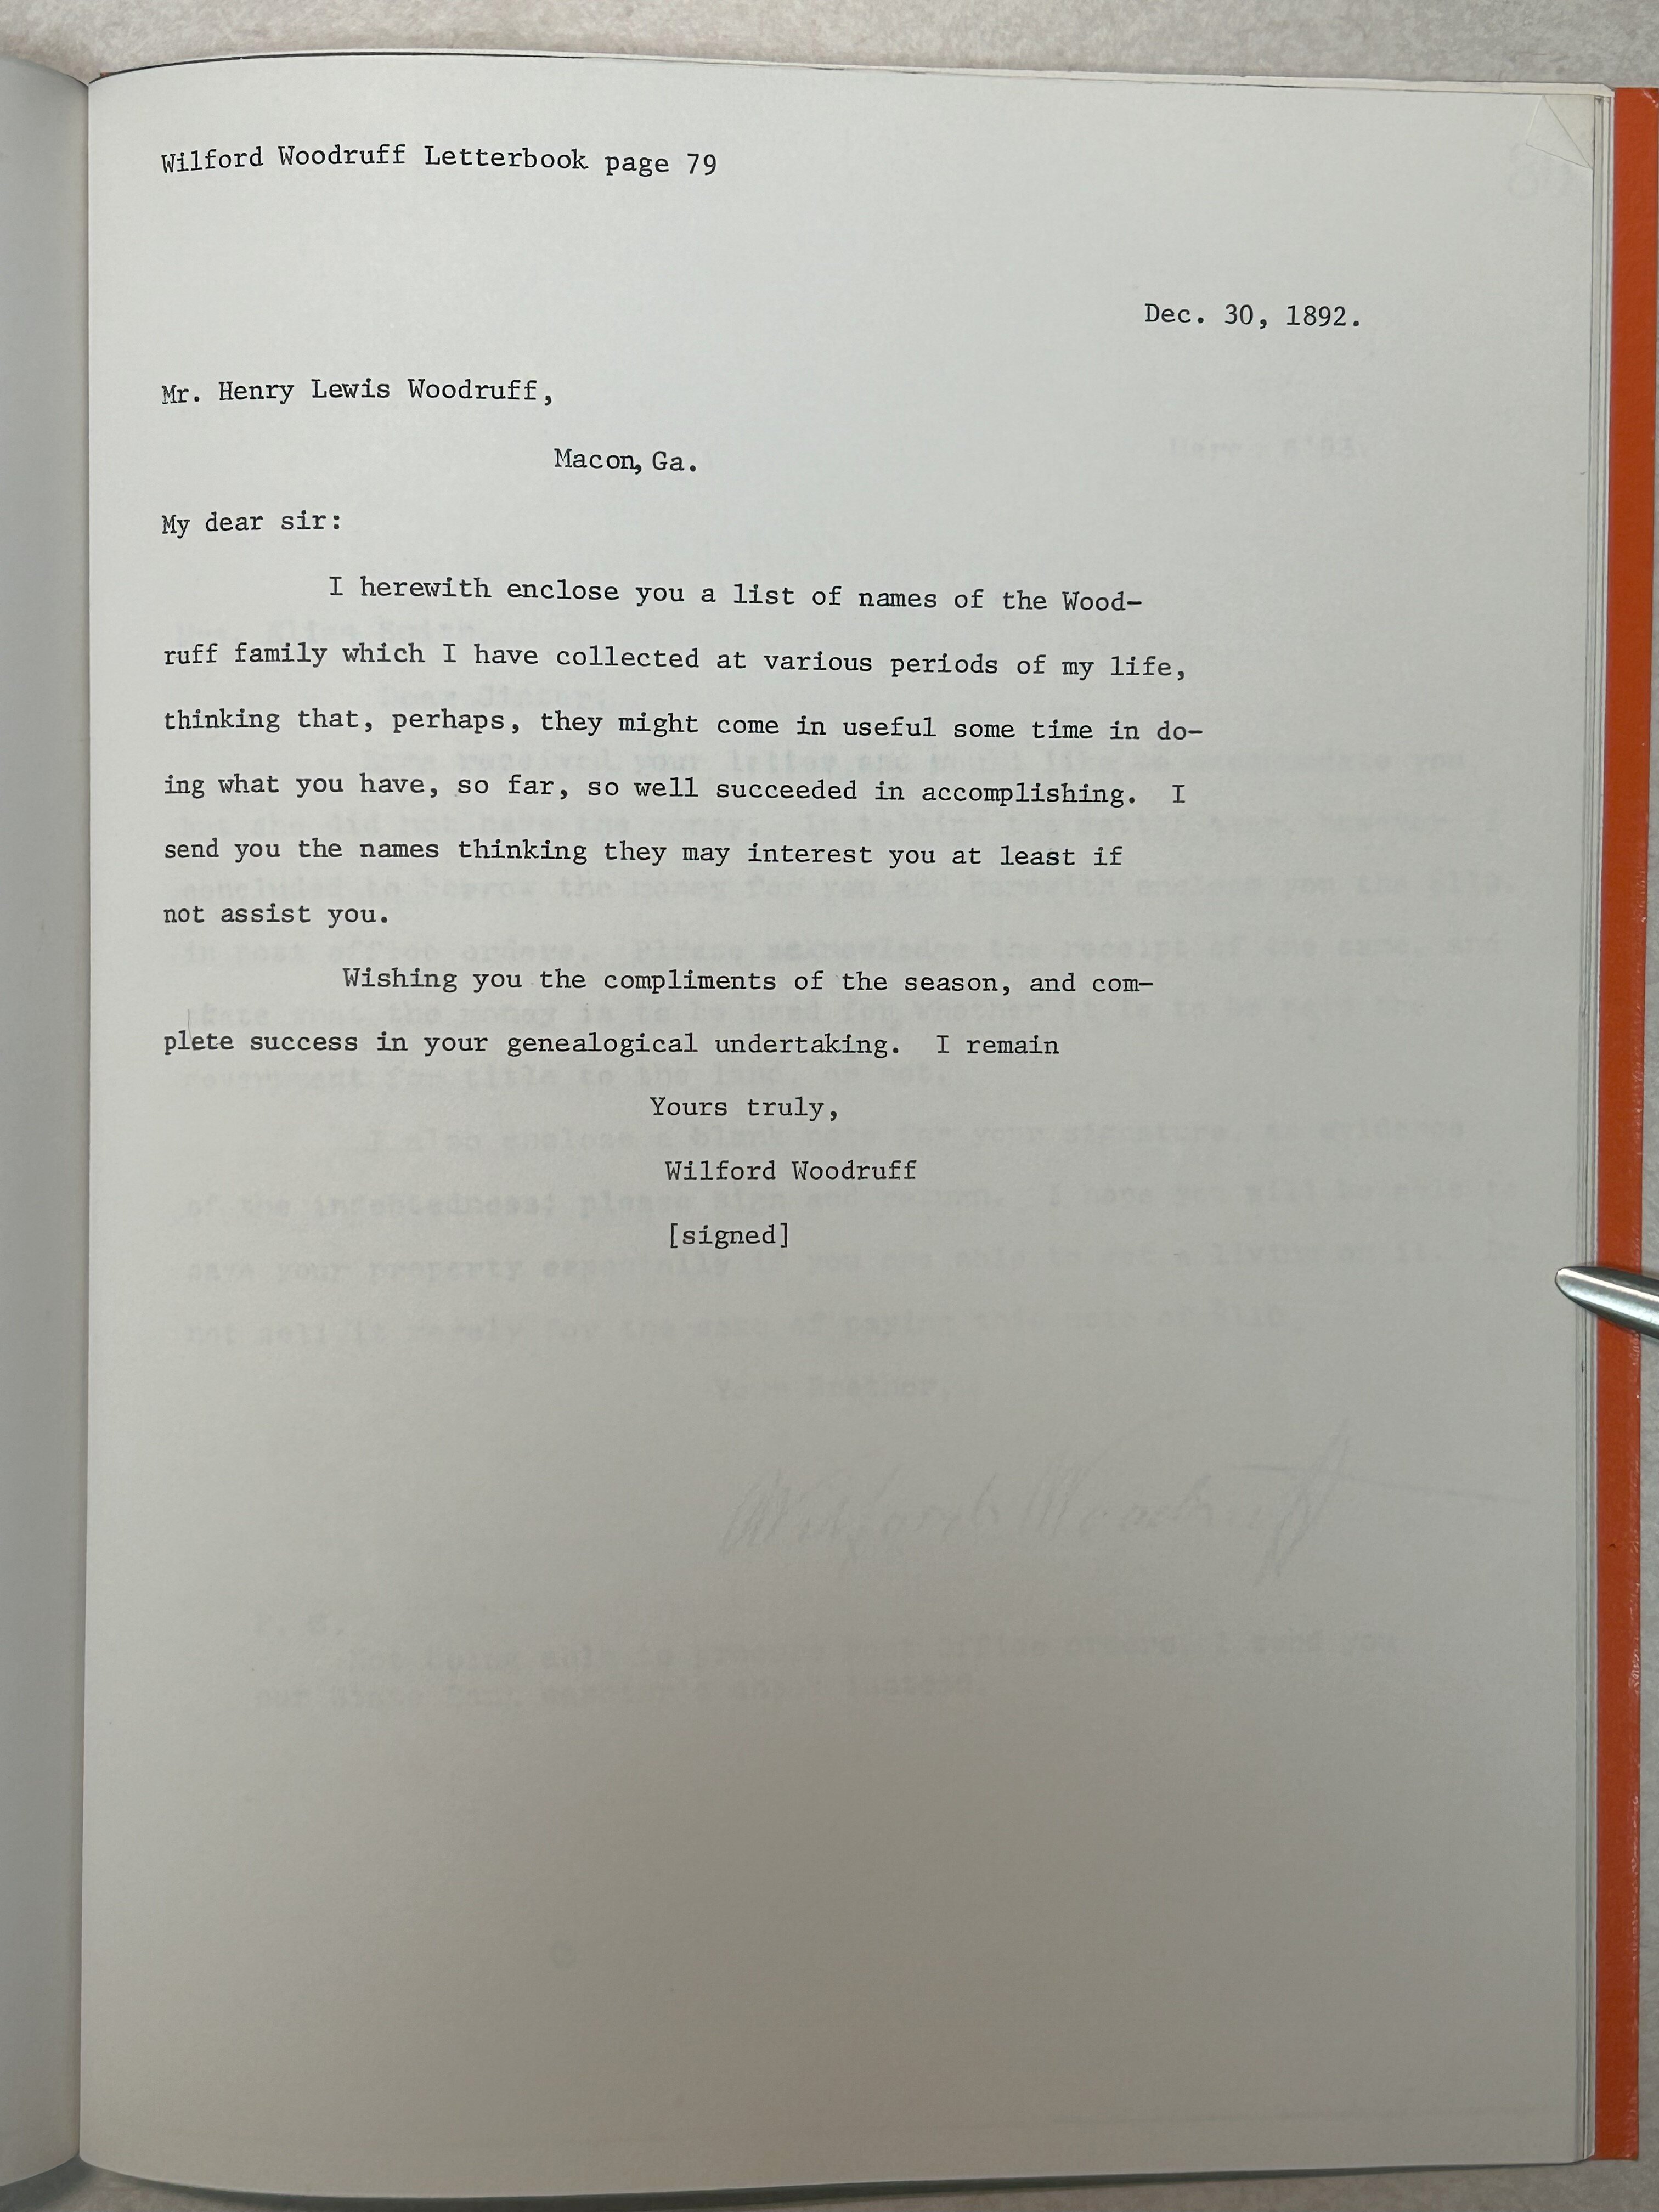 Wilford Woodruff Letterbook page 79
Dec. 30, 1892.
Mr. Henry Lewis Woodruff,
Macon, Ga.
My dear sir:
I herewith enclose you a list of names of the Wood-
ruff family which I have collected at various periods of my life,
thinking that, perhaps, they might come in useful some time in do-
ing what you have, so far, so well succeeded in accomplishing. I
send you the names thinking they may interest you at least if
not assist you.
Wishing you the compliments of the season, and com-
plete success in your genealogical undertaking. I remain
Yours truly,
Wilford Woodruff
[signed]